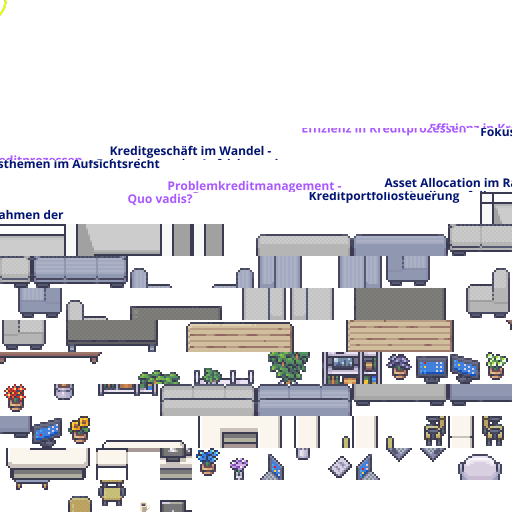 Effizienz in Kreditprozessen
Fokus
Kreditgeschäft im Wandel -
sthemen im Aufsichtsrecht
Problemkreditmanagement -
Asset Allocation im Ra
Quo vadis?
Kreditportfoliosteuerung
ahmen der